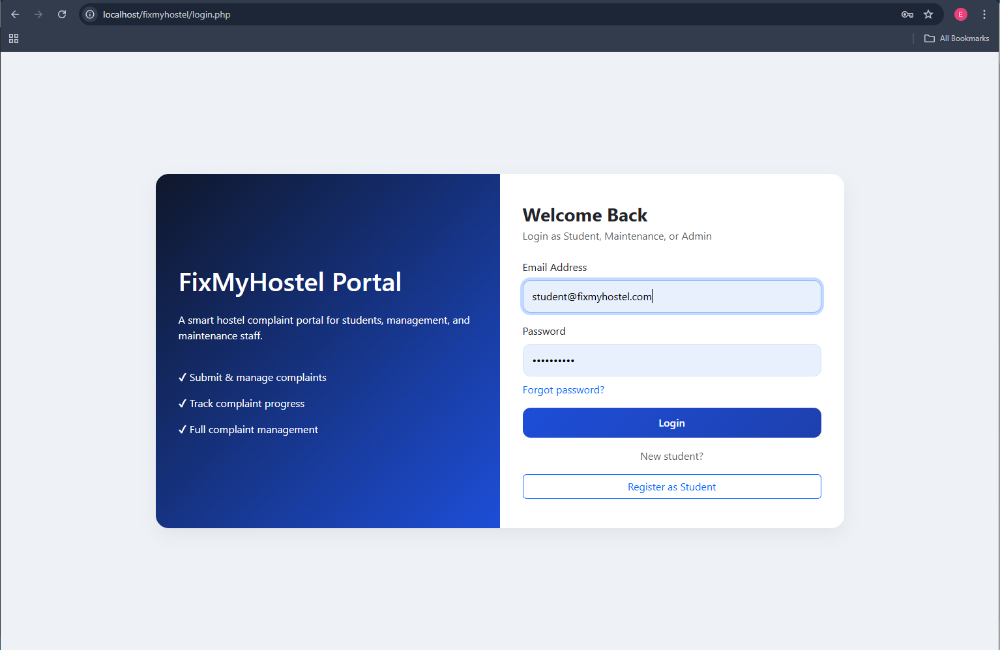 localhost/fixmyhostel/login.php
E
All Bookmarks
FixMyHostel Portal
A smart hostel complaint portal for students, management, and
maintenance staff.
✓ Submit & manage complaints
✓ Track complaint progress
✓ Full complaint management
Welcome Back
Login as Student, Maintenance, or Admin
Email Address
student@fixmyhostel.com
Password
••••••••••
Forgot password?
Login
New student?
Register as Student